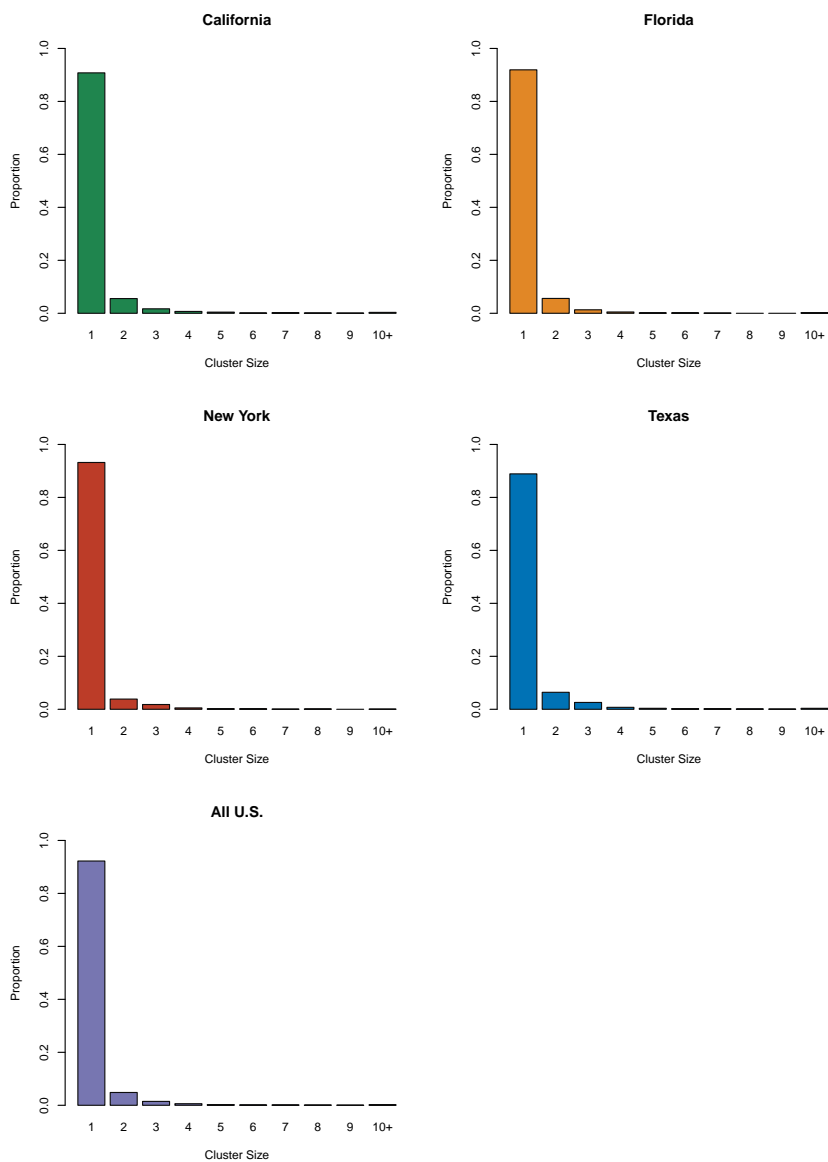 California
Proportion
0.0 0.2 0.4 0.6 0.8 1.0
1 2 3 4 5 6 7 8 9 10+
Cluster Size
Florida
Proportion
0.0 0.2 0.4 0.6 0.8 1.0
1 2 3 4 5 6 7 8 9 10+
Cluster Size
New York
Proportion
0.0 0.2 0.4 0.6 0.8 1.0
1 2 3 4 5 6 7 8 9 10+
Cluster Size
Texas
Proportion
0.0 0.2 0.4 0.6 0.8 1.0
1 2 3 4 5 6 7 8 9 10+
Cluster Size
All U.S.
Proportion
0.0 0.2 0.4 0.6 0.8 1.0
1 2 3 4 5 6 7 8 9 10+
Cluster Size